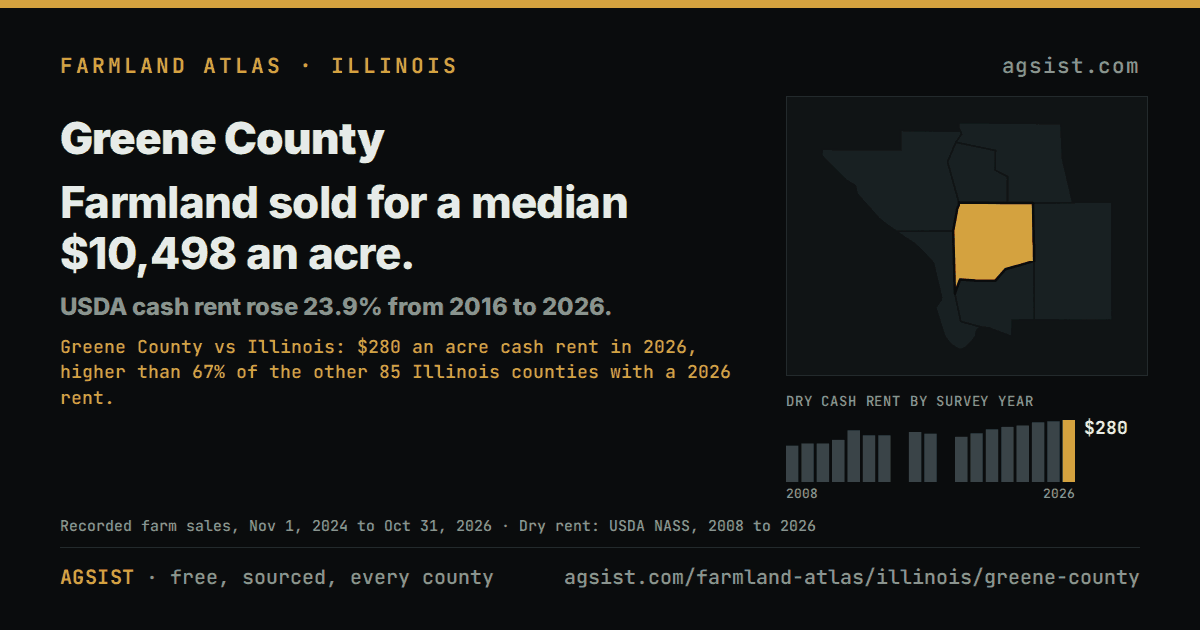 FARMLAND ATLAS · ILLINOIS
agsist.com
Greene County
Farmland sold for a median
$10,498 an acre.
USDA cash rent rose 23.9% from 2016 to 2026.
Greene County vs Illinois: $280 an acre cash rent in 2026,
higher than 67% of the other 85 Illinois counties with a 2026
rent.
DRY CASH RENT BY SURVEY YEAR
$280
2008
2026
Recorded farm sales, Nov 1, 2024 to Oct 31, 2026 · Dry rent: USDA NASS, 2008 to 2026
AGSIST · free, sourced, every county
agsist.com/farmland-atlas/illinois/greene-county